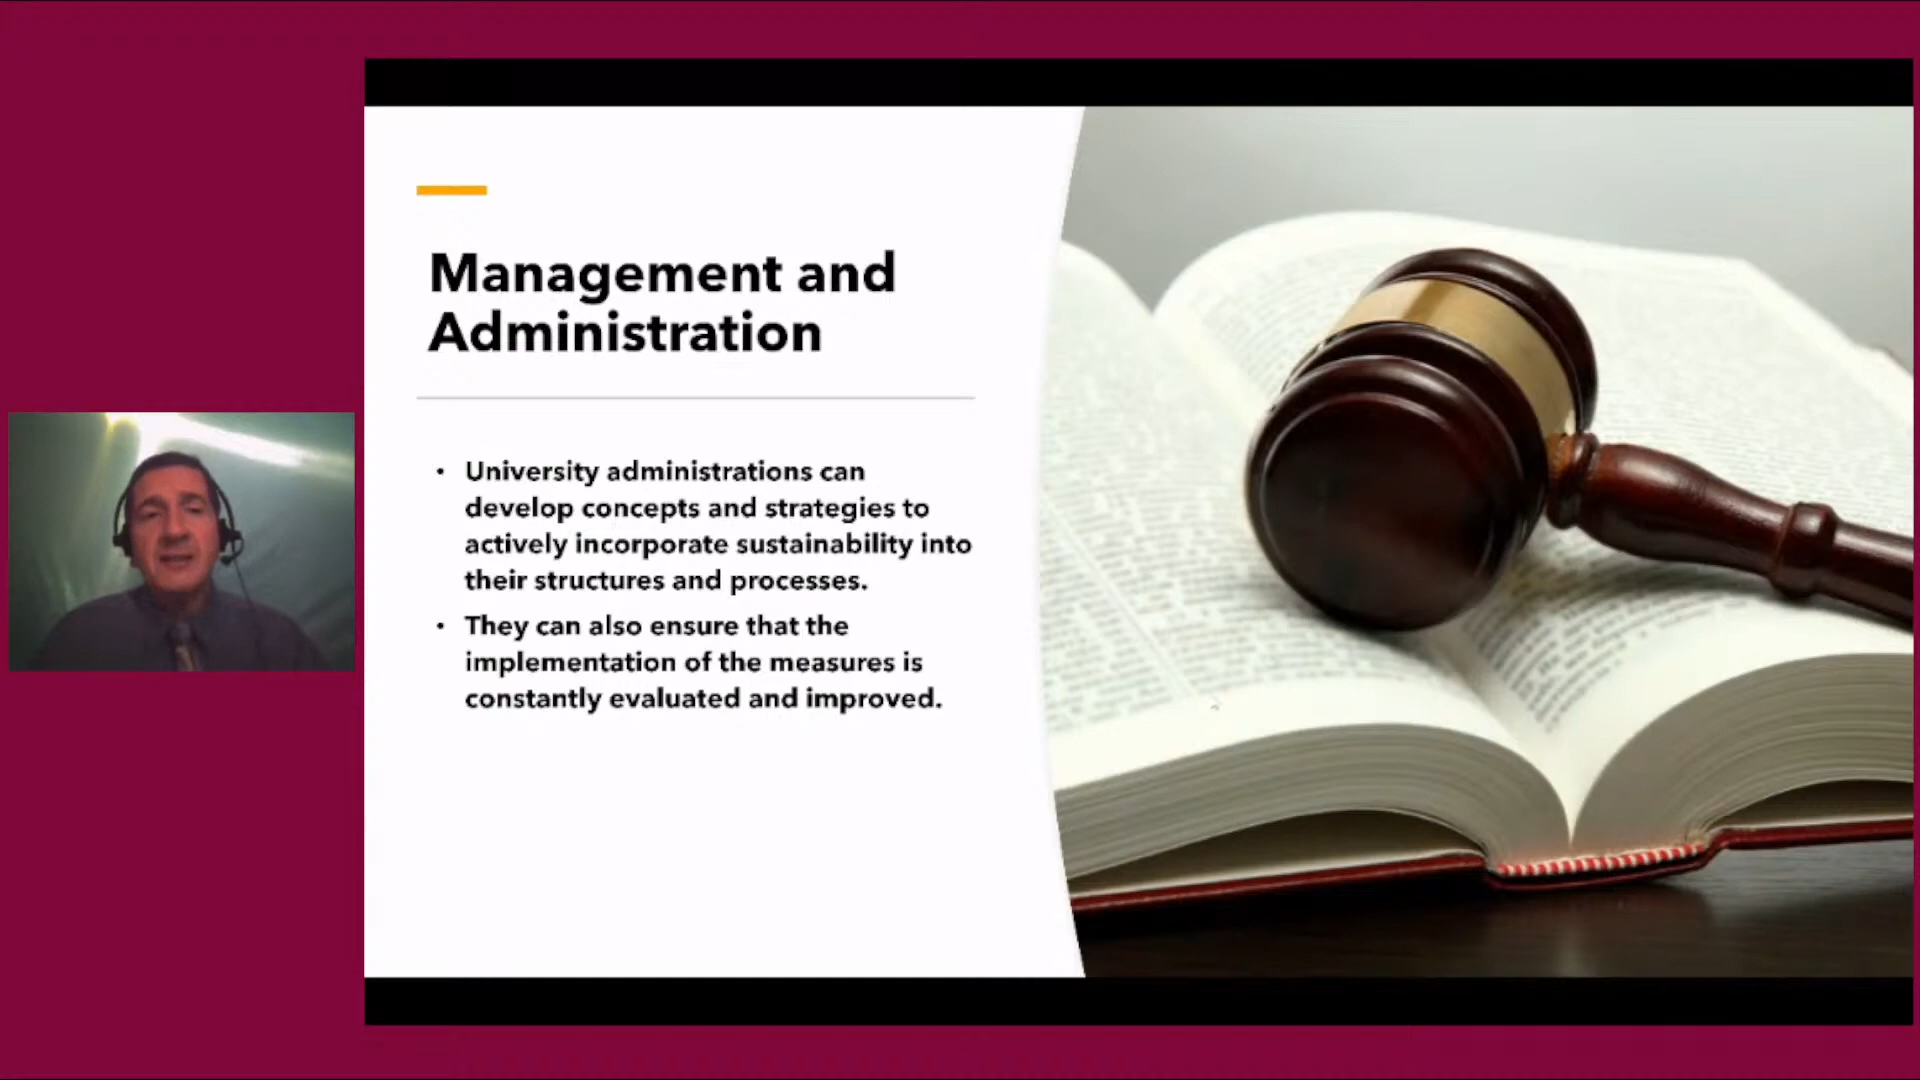 Management and
Administration
• University administrations can
develop concepts and strategies to
actively incorporate sustainability into
their structures and processes.
• They can also ensure that the
implementation of the measures is
constantly evaluated and improved.